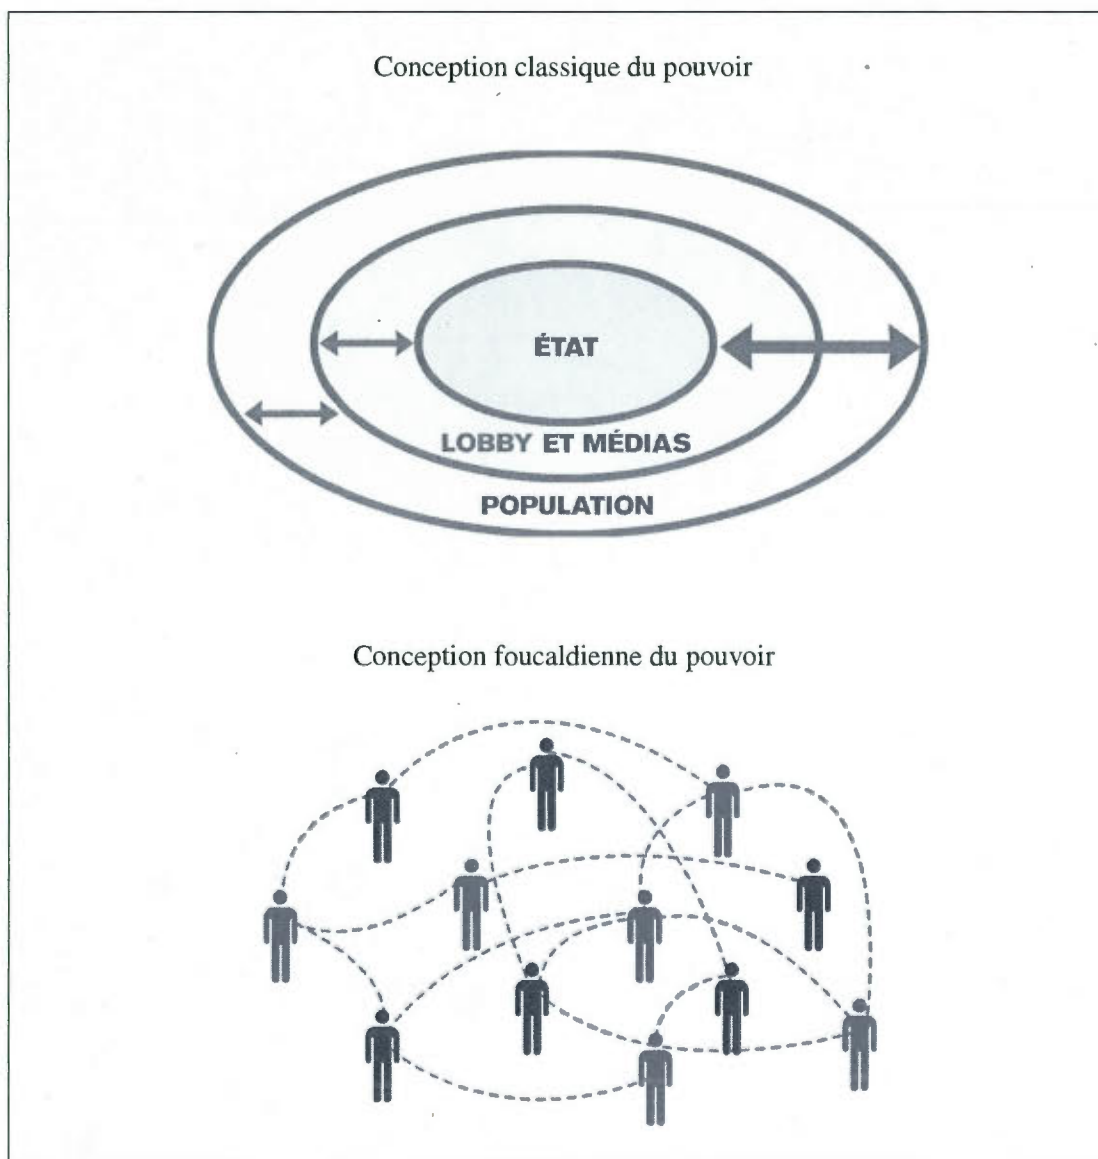 Conception classique du pouvoir
ÉTAT
LOBBY ET MÉDIAS
POPULATION
Conception foucaldienne du pouvoir